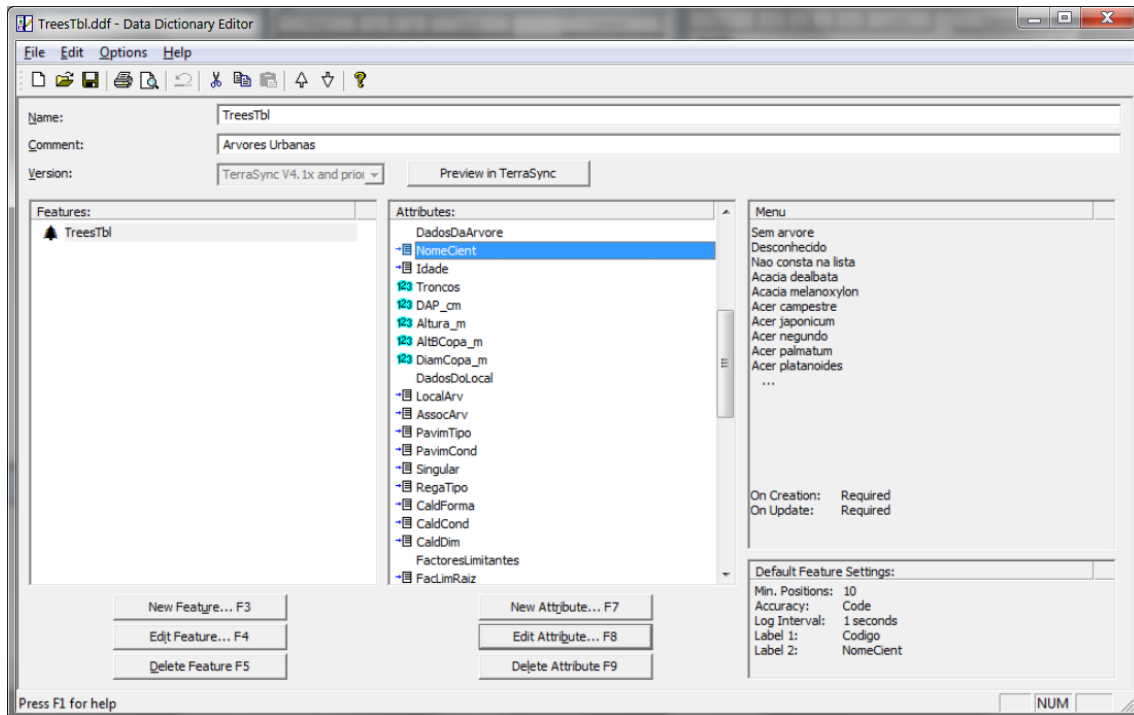 TreesTbl.ddf - Data Dictionary Editor
File Edit Options Help
Name: TreesTbl
Comment: Arvores Urbanas
Version: TerraSync V4.1x and prior Preview in TerraSync
Features:
TreesTbl
Attributes:
DadosDaArvore
NomeCient
Idade
123 Troncos
123 DAP_cm
123 Altura_m
123 AltBCopa_m
123 DiamCopa_m
DadosDoLocal
LocalArv
AssocArv
PavimTipo
PavimCond
Singular
RegaTipo
CaldForma
CaldCond
CaldDim
FactoresLimitantes
FacLimRaiz
Menu
Sem arvore
Desconhecido
Nao consta na lista
Acacia dealbata
Acacia melanoxylon
Acer campestre
Acer japonicum
Acer negundo
Acer palmatum
Acer platanoides
...
On Creation: Required
On Update: Required
Default Feature Settings:
Min. Positions: 10
Accuracy: Code
Log Interval: 1 seconds
Label 1: Codigo
Label 2: NomeCient
New Feature... F3
Edit Feature... F4
Delete Feature F5
New Attribute... F7
Edit Attribute... F8
Delete Attribute F9
Press F1 for help
NUM